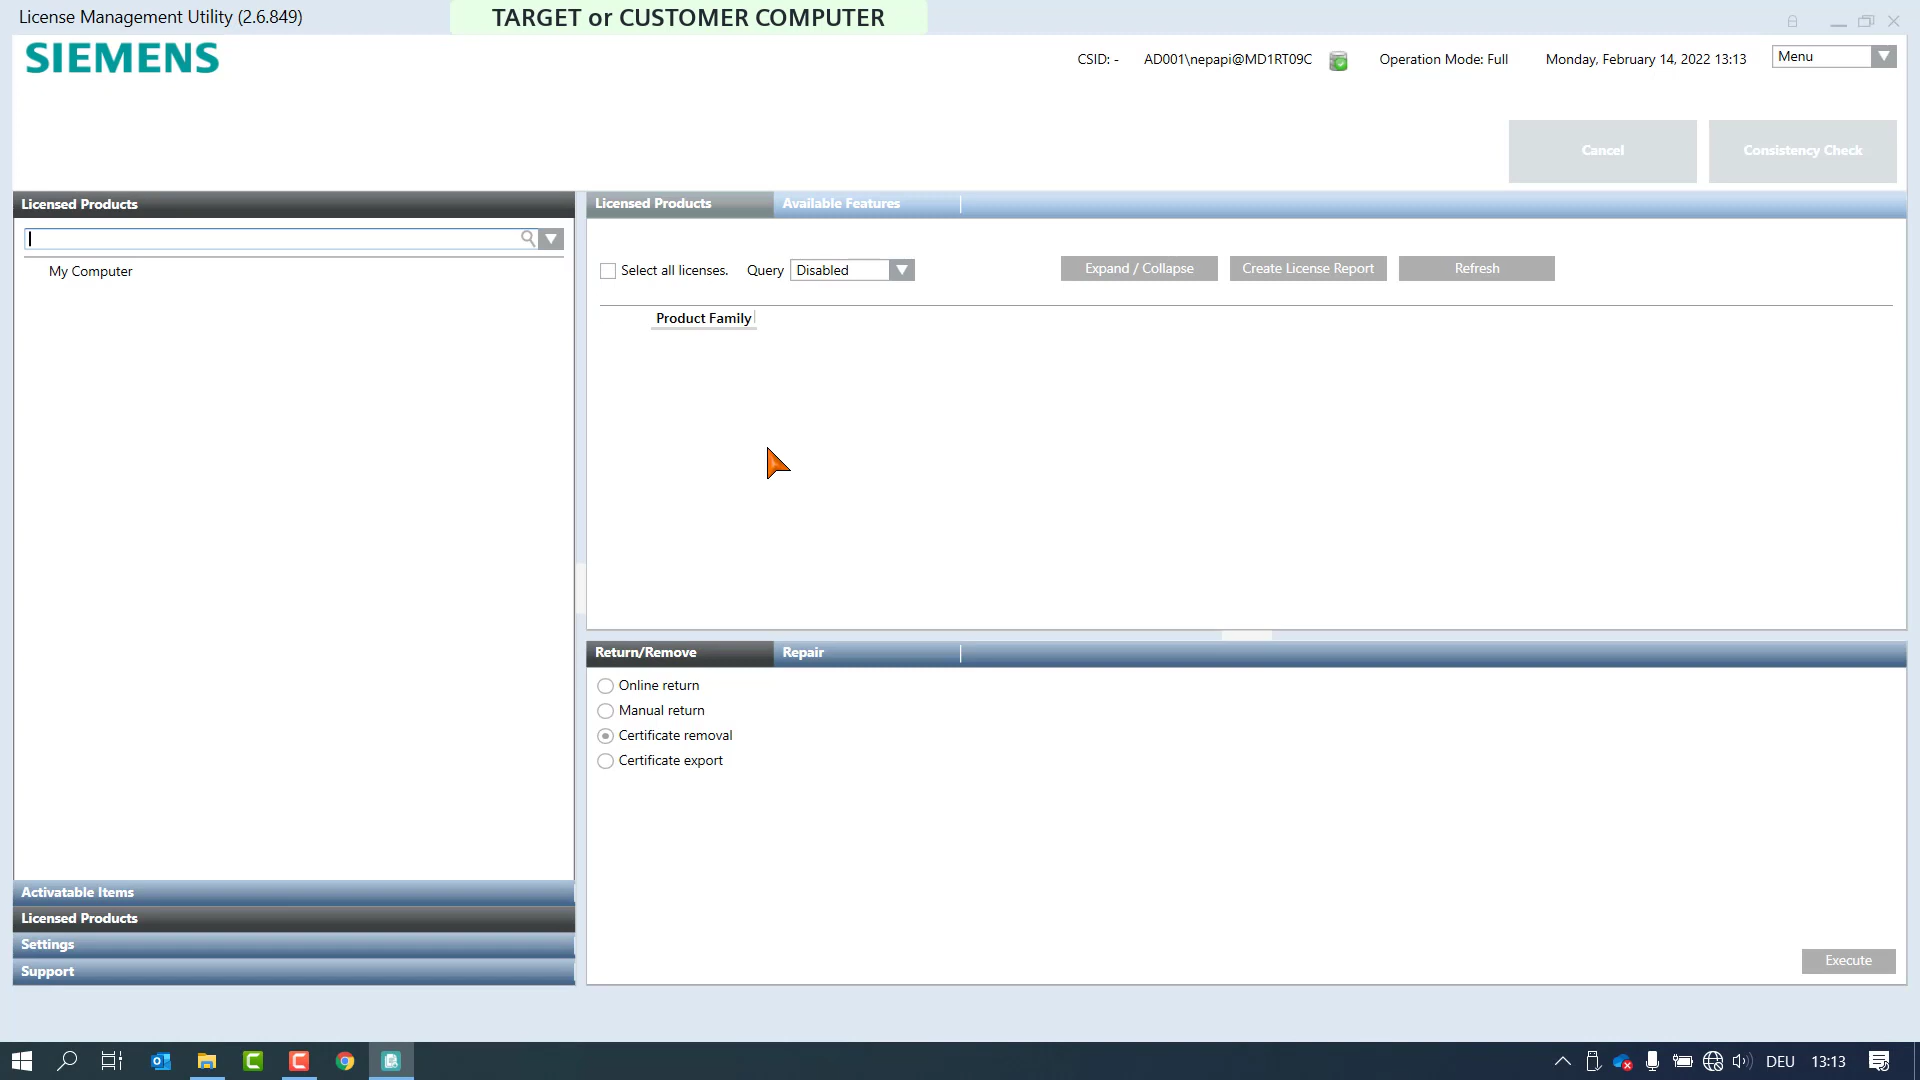 License Management Utility (2.6.849)
TARGET or CUSTOMER COMPUTER
SIEMENS
CSID: -
AD001\nepapi@MD1RT09C
Operation Mode: Full
Monday, February 14, 2022 13:13
Menu
Cancel
Consistency Check
Licensed Products
My Computer
Licensed Products
Available Features
Select all licenses.
Query
Disabled
Expand / Collapse
Create License Report
Refresh
Product Family
Return/Remove
Repair
Online return
Manual return
Certificate removal
Certificate export
Execute
Activatable Items
Licensed Products
Settings
Support
DEU
13:13